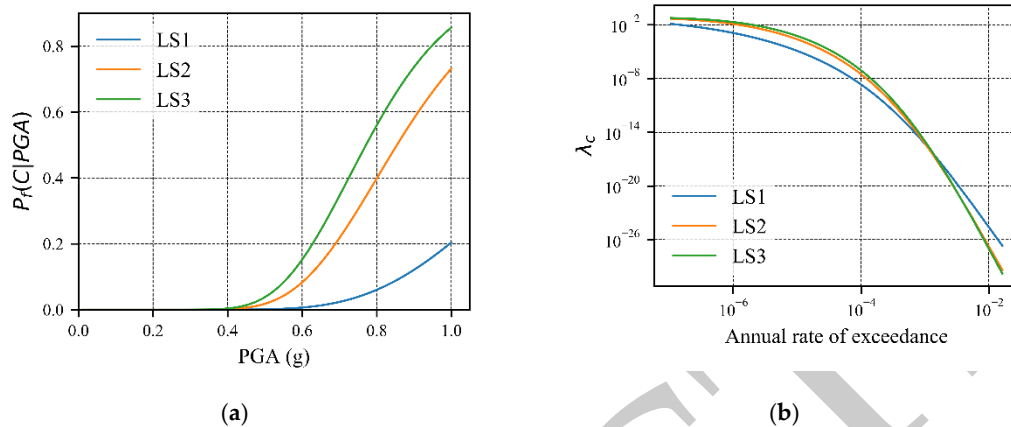 P_f(C|PGA)
0.8
0.6
0.4
0.2
0.0
LS1
LS2
LS3
0.0 0.2 0.4 0.6 0.8 1.0
PGA (g)
(a)
λ_c
10^2
10^-8
10^-14
10^-20
10^-26
LS1
LS2
LS3
10^-6 10^-4 10^-2
Annual rate of exceedance
(b)